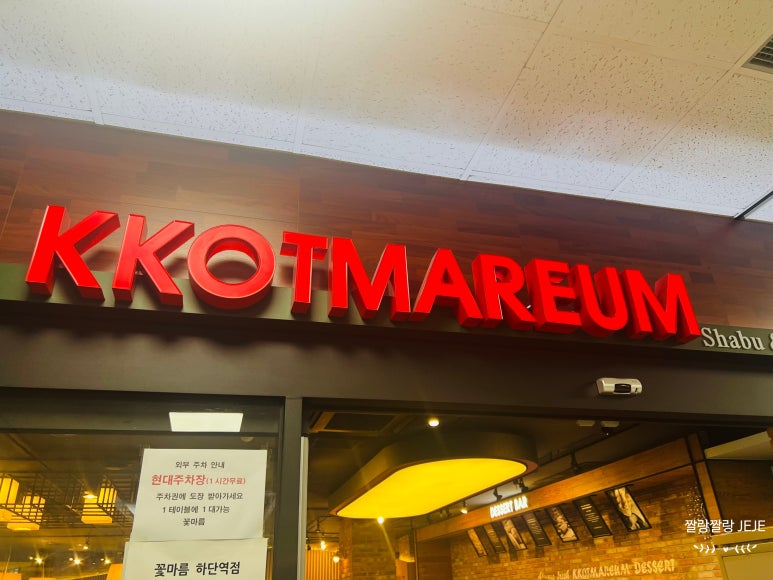 KKOTMAREUM
Shabu &
외부 주차 안내
현대주차장(1시간무료)
주차권에 도장 받아가세요
1테이블에 1대가능
꽃마름
꽃마름 하단역점
DESSERT BAR
KKOTMAREUM DESSERT
짤랑짤랑 JEJE